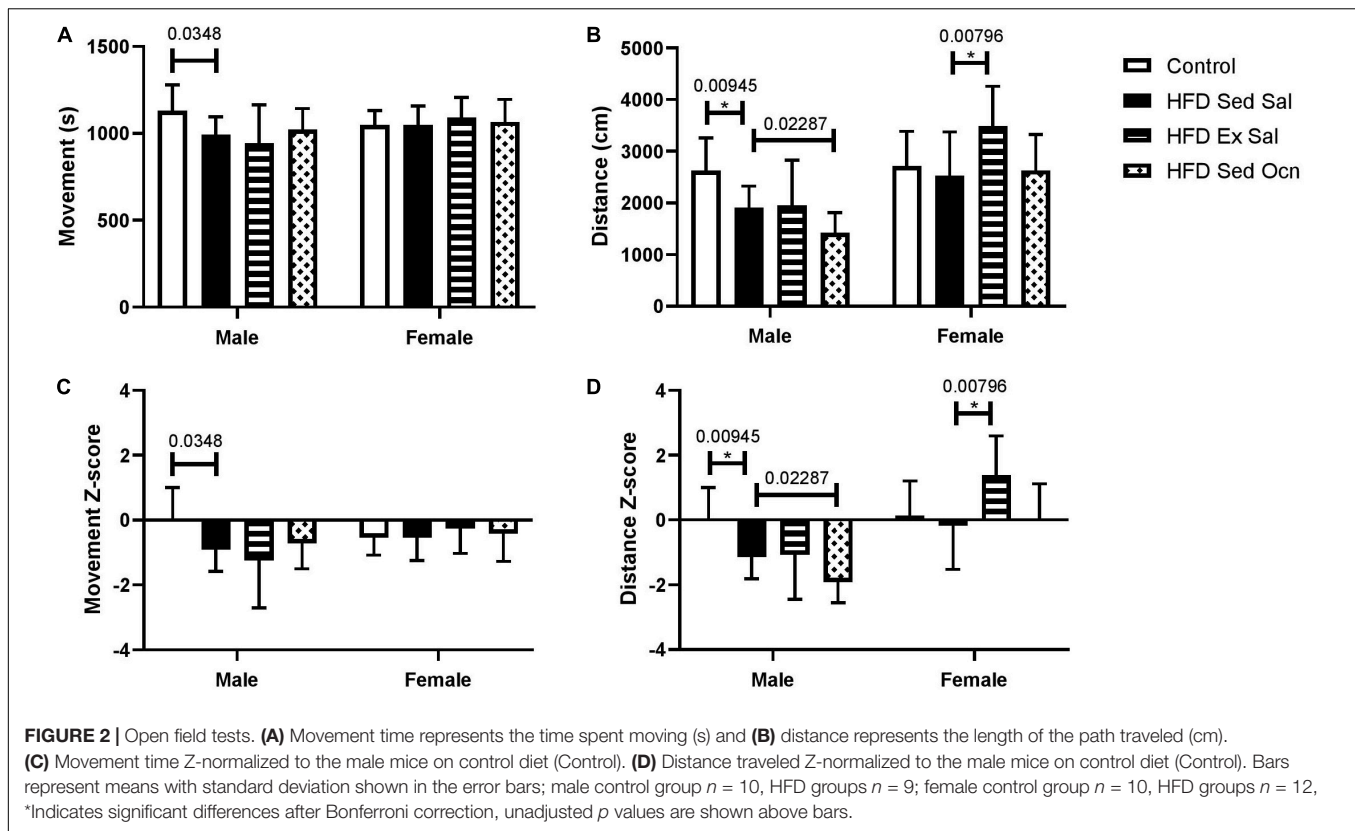 A
0.0348
1500
1000
500
0
Movement (s)
Male
Female
B
0.00796
*
0.00945
*
0.02287
5000
4000
3000
2000
1000
0
Distance (cm)
Male
Female
Control
HFD Sed Sal
HFD Ex Sal
HFD Sed Ocn
C
4
2
0
-2
-4
Movement Z-score
0.0348
Male
Female
D
4
2
0
-2
-4
Distance Z-score
0.00945
*
0.02287
0.00796
*
Male
Female
FIGURE 2 | Open field tests. (A) Movement time represents the time spent moving (s) and (B) distance represents the length of the path traveled (cm).
(C) Movement time Z-normalized to the male mice on control diet (Control). (D) Distance traveled Z-normalized to the male mice on control diet (Control). Bars
represent means with standard deviation shown in the error bars; male control group n = 10, HFD groups n = 9; female control group n = 10, HFD groups n = 12,
*Indicates significant differences after Bonferroni correction, unadjusted p values are shown above bars.